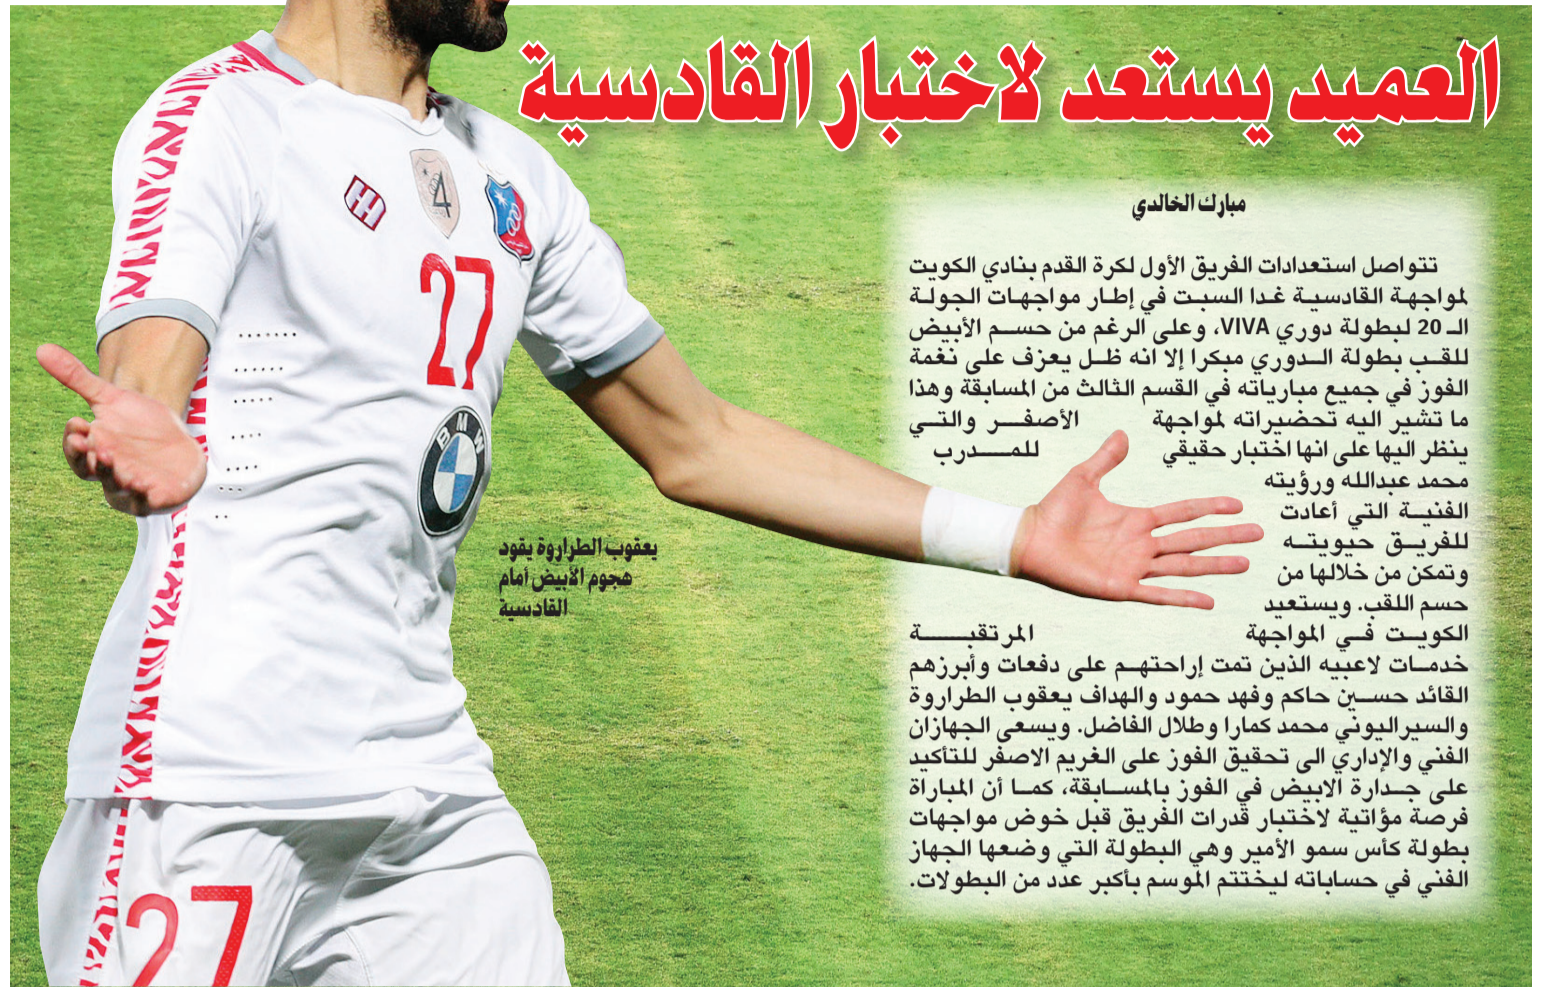 العميد يستعد لاختبار القادسية
مبارك الخالدي
تتواصل استعدادات الفريق الأول لكرة القدم بنادي الكويت
لمواجهة القادسية غدا السبت في إطار مواجهات الجولة
الـ 20 لبطولة دوري VIVA، وعلى الرغم من حسم الأبيض
للقب بطولة الدوري مبكرا إلا انه ظل يعزف على نغمة
الفوز في جميع مبارياته في القسم الثالث من المسابقة وهذا
ما تشير اليه تحضيراته لمواجهة الأصفر والتي
ينظر اليها على انها اختبار حقيقي للمدرب
محمد عبدالله ورؤيته
الفنية التي أعادت
للفريق حيويته
وتمكن من خلالها من
حسم اللقب. ويستعيد
الكويت في المواجهة المرتقبة
خدمات لاعبيه الذين تمت إراحتهم على دفعات وأبرزهم
القائد حسين حاكم وفهد حمود والهداف يعقوب الطراروة
والسيراليوني محمد كمارا وطلال الفاضل. ويسعى الجهازان
الفني والإداري الى تحقيق الفوز على الغريم الاصفر للتأكيد
على جدارة الابيض في الفوز بالمسابقة، كما أن المباراة
فرصة مؤاتية لاختبار قدرات الفريق قبل خوض مواجهات
بطولة كأس سمو الأمير وهي البطولة التي وضعها الجهاز
الفني في حساباته ليختتم الموسم بأكبر عدد من البطولات.
يعقوب الطراروة يقود
هجوم الأبيض أمام
القادسية
4
27
BMW
27